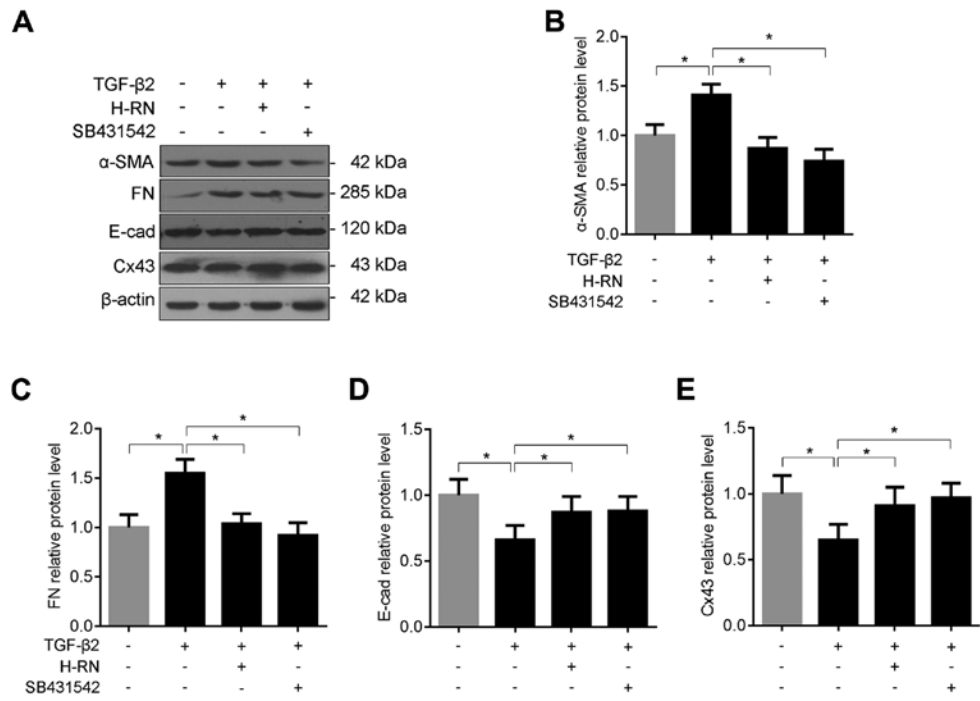 A
TGF-β2 - + + +
H-RN - - + -
SB431542 - - - +
α-SMA - 42 kDa
FN - 285 kDa
E-cad - 120 kDa
Cx43 - 43 kDa
β-actin - 42 kDa
B
α-SMA relative protein level
2.0
1.5
1.0
0.5
0.0
* * *
TGF-β2 - + + +
H-RN - - + -
SB431542 - - - +
C
FN relative protein level
2.0
1.5
1.0
0.5
0.0
* * *
TGF-β2 - + + +
H-RN - - + -
SB431542 - - - +
D
E-cad relative protein level
1.5
1.0
0.5
0.0
* * *
- + + +
- - + -
- - - +
E
Cx43 relative protein level
1.5
1.0
0.5
0.0
* * *
- + + +
- - + -
- - - +